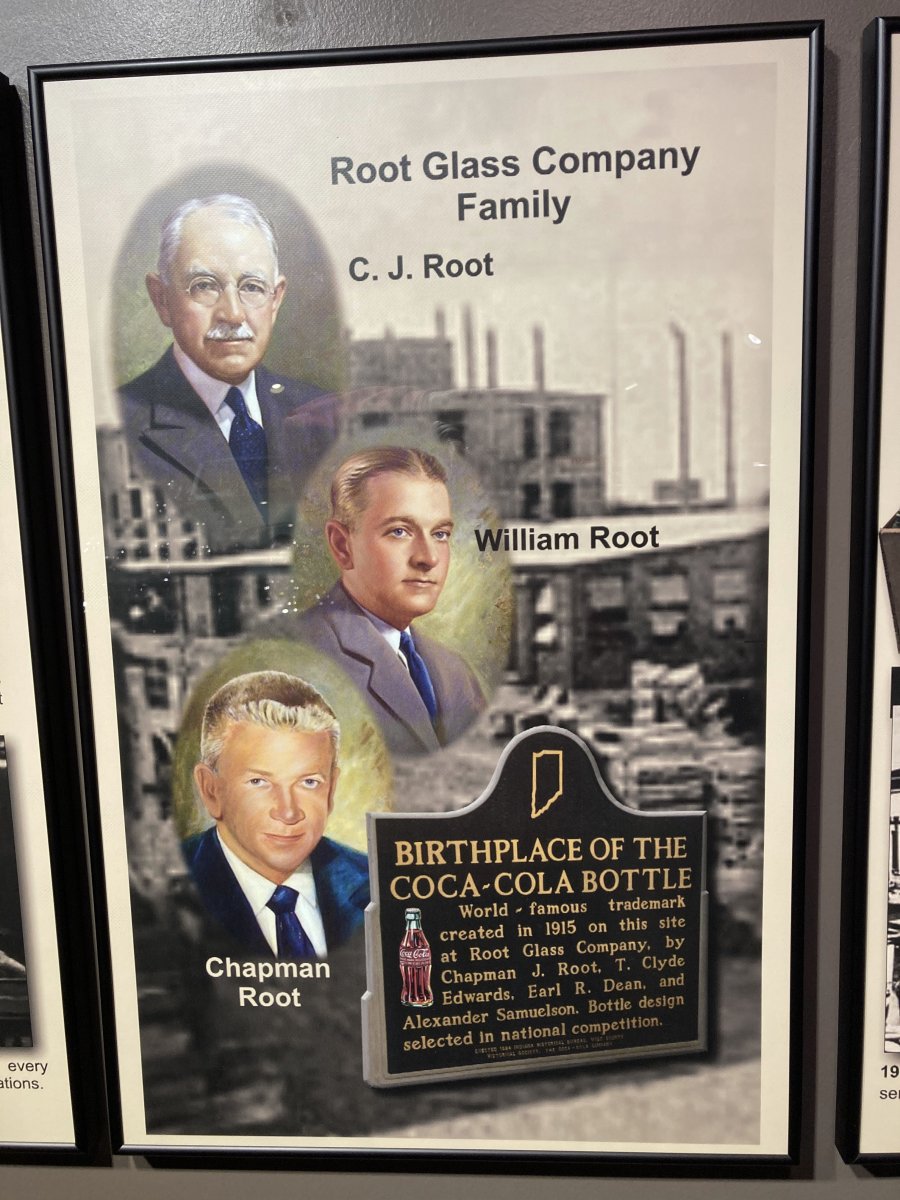 Root Glass Company
Family
C. J. Root
William Root
Chapman
Root
BIRTHPLACE OF THE
COCA-COLA BOTTLE
World-famous trademark
created in 1915 on this site
at Root Glass Company, by
Chapman J. Root, T. Clyde
Edwards, Earl R. Dean, and
Alexander Samuelson. Bottle design
selected in national competition.
Coca-Cola
every
ations.
19
ser